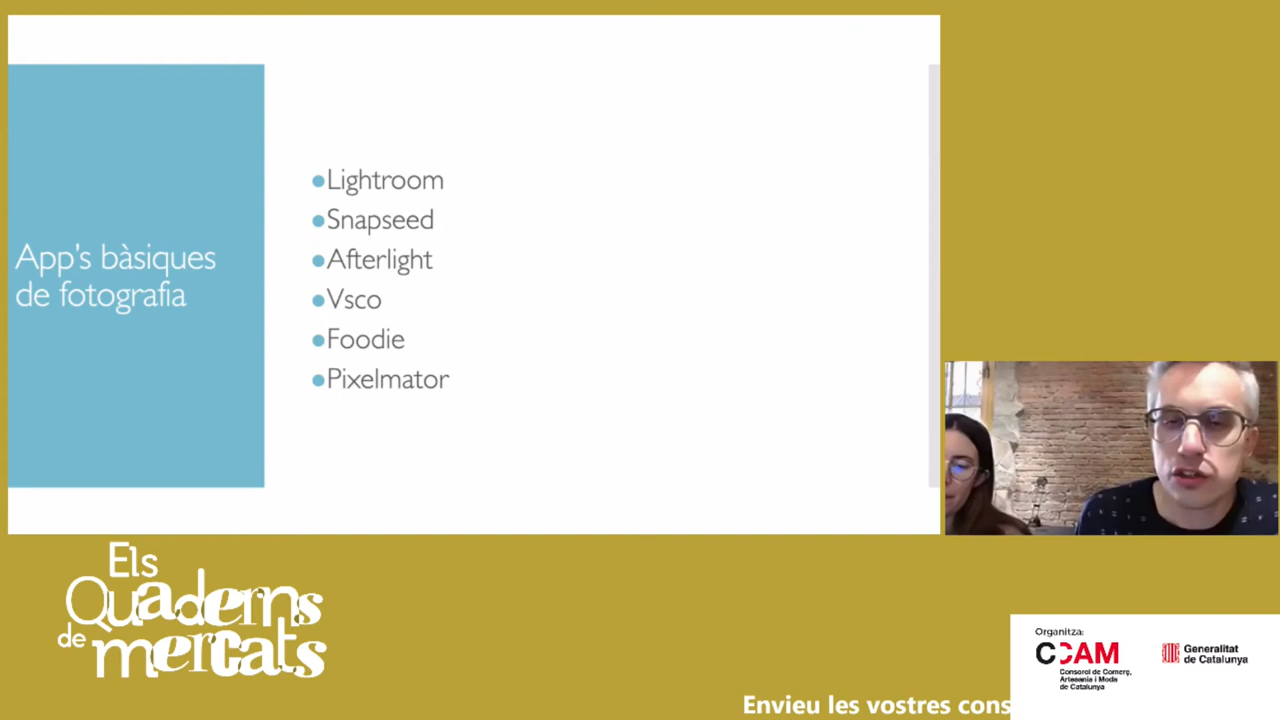 App's bàsiques
de fotografia
●Lightroom
●Snapseed
●Afterlight
●Vsco
●Foodie
●Pixelmator
Els
Quaderns
de mercats
Organitza:
CCAM
Consorci de Comerç,
Artesania i Moda
de Catalunya
Generalitat
de Catalunya
Envieu les vostres cons